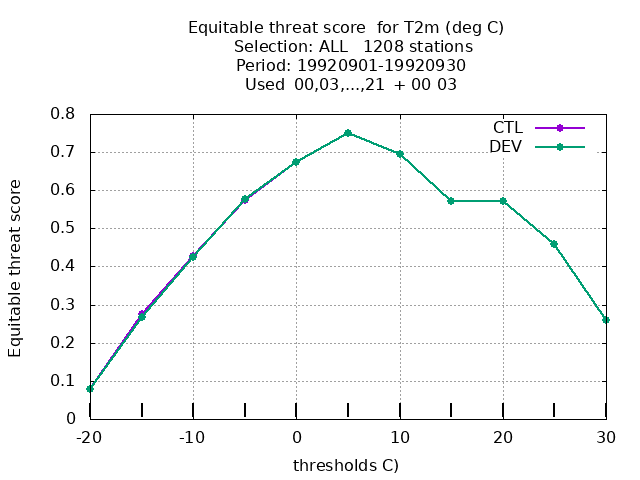 Equitable threat score  for T2m (deg C)
Selection: ALL   1208 stations
Period: 19920901-19920930
Used  00,03,...,21  + 00 03
CTL
DEV
Equitable threat score
0.8
0.7
0.6
0.5
0.4
0.3
0.2
0.1
0
-20
-10
0
10
20
30
thresholds C)